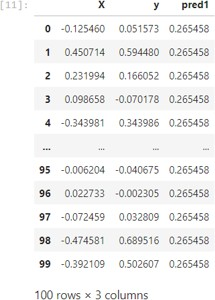 [11]:
X y pred1
0 -0.125460 0.051573 0.265458
1 0.450714 0.594480 0.265458
2 0.231994 0.166052 0.265458
3 0.098658 -0.070178 0.265458
4 -0.343981 0.343986 0.265458
... ... ... ...
95 -0.006204 -0.040675 0.265458
96 0.022733 -0.002305 0.265458
97 -0.072459 0.032809 0.265458
98 -0.474581 0.689516 0.265458
99 -0.392109 0.502607 0.265458
100 rows × 3 columns